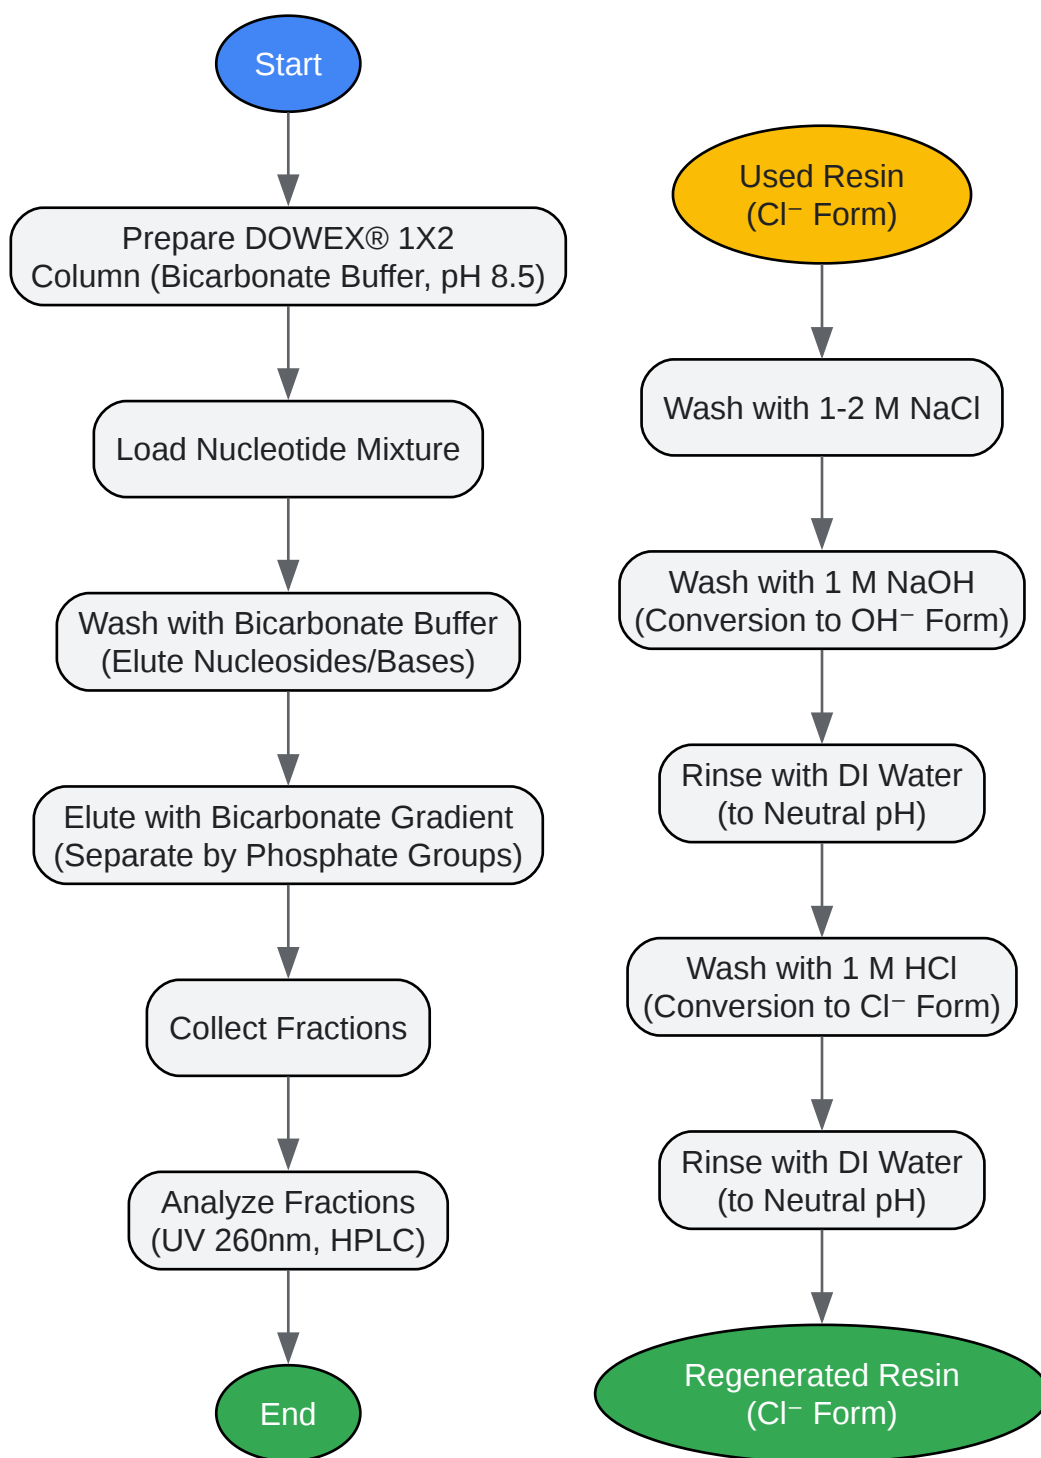 Start
Prepare DOWEX® 1X2
Column (Bicarbonate Buffer, pH 8.5)
Load Nucleotide Mixture
Wash with Bicarbonate Buffer
(Elute Nucleosides/Bases)
Elute with Bicarbonate Gradient
(Separate by Phosphate Groups)
Collect Fractions
Analyze Fractions
(UV 260nm, HPLC)
End
Used Resin
(Cl⁻ Form)
Wash with 1-2 M NaCl
Wash with 1 M NaOH
(Conversion to OH⁻ Form)
Rinse with DI Water
(to Neutral pH)
Wash with 1 M HCl
(Conversion to Cl⁻ Form)
Rinse with DI Water
(to Neutral pH)
Regenerated Resin
(Cl⁻ Form)